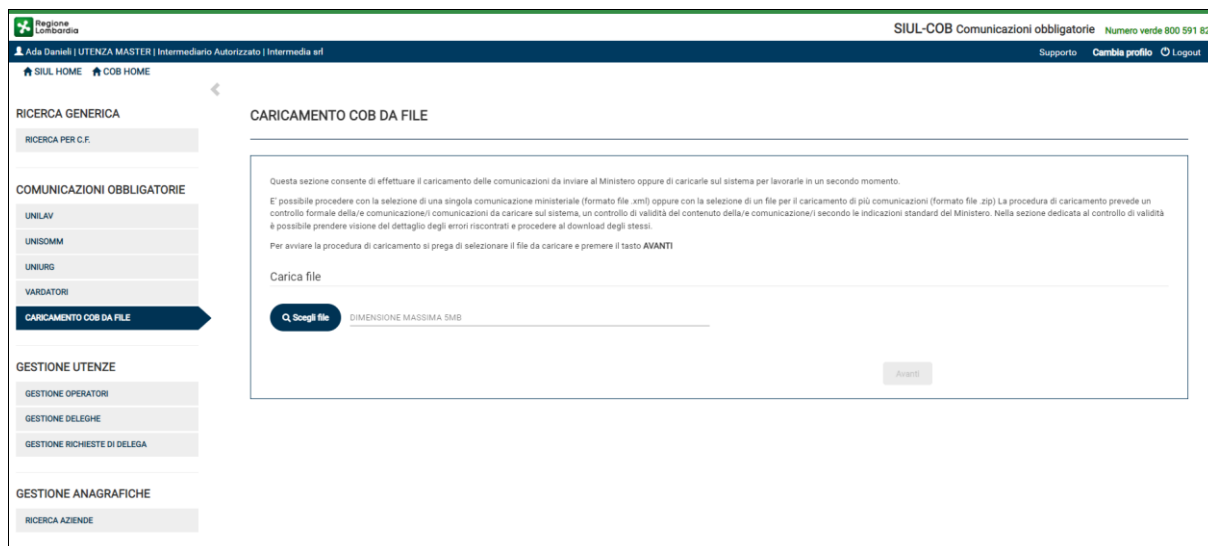 Regione
Lombardia
SIUL-COB Comunicazioni obbligatorie Numero verde 800 591 82
Ada Danieli | UTENZA MASTER | Intermediario Autorizzato | Intermedia srl
Supporto Cambia profilo Logout
SIUL HOME COB HOME
RICERCA GENERICA
RICERCA PER C.F.
COMUNICAZIONI OBBLIGATORIE
UNILAV
UNISOMM
UNIURG
VARDATORI
CARICAMENTO COB DA FILE
GESTIONE UTENZE
GESTIONE OPERATORI
GESTIONE DELEGHE
GESTIONE RICHIESTE DI DELEGA
GESTIONE ANAGRAFICHE
RICERCA AZIENDE
CARICAMENTO COB DA FILE
Questa sezione consente di effettuare il caricamento delle comunicazioni da inviare al Ministero oppure di caricarle sul sistema per lavorarle in un secondo momento.
E' possibile procedere con la selezione di una singola comunicazione ministeriale (formato file .xml) oppure con la selezione di un file per il caricamento di più comunicazioni (formato file .zip) La procedura di caricamento prevede un
controllo formale della/e comunicazione/i comunicazioni da caricare sul sistema, un controllo di validità del contenuto della/e comunicazione/i secondo le indicazioni standard del Ministero. Nella sezione dedicata al controllo di validità
è possibile prendere visione del dettaglio degli errori riscontrati e procedere al download degli stessi.
Per avviare la procedura di caricamento si prega di selezionare il file da caricare e premere il tasto AVANTI
Carica file
Scegli file DIMENSIONE MASSIMA 5MB
Avanti